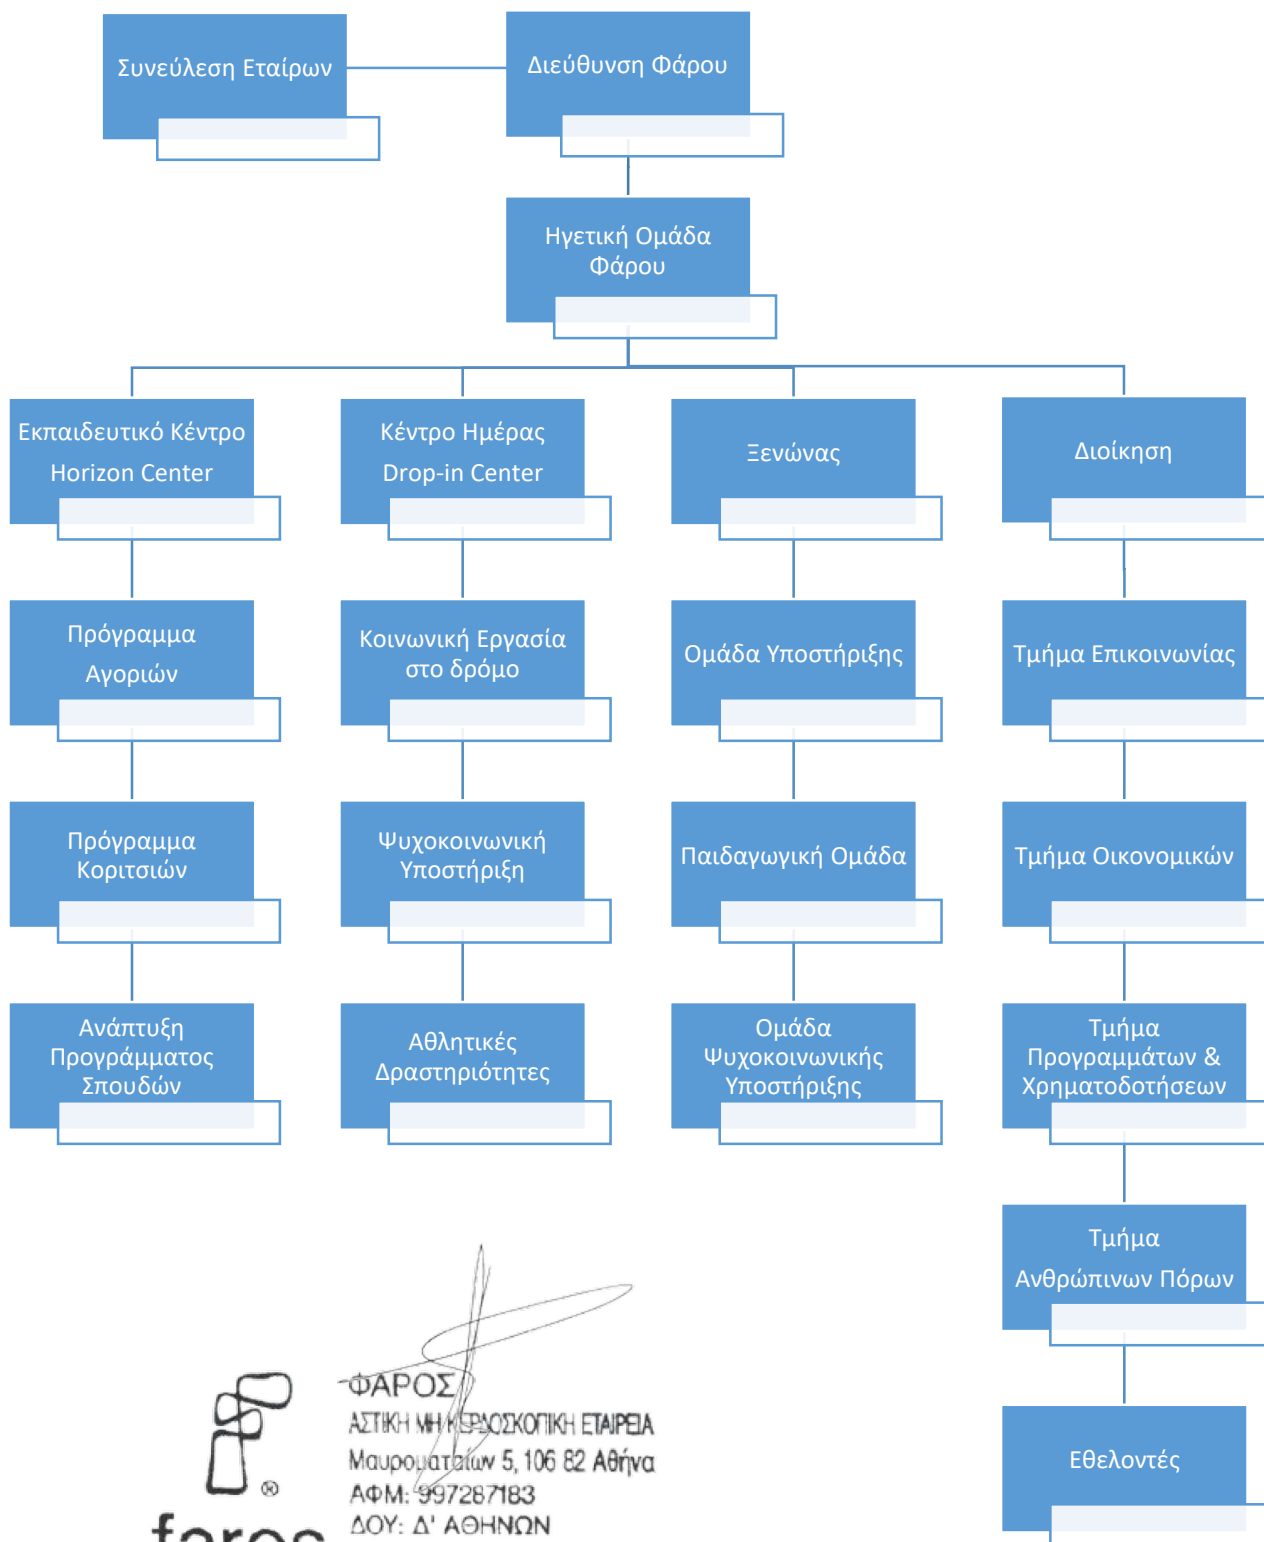 Συνεύλεση Εταίρων
Διεύθυνση Φάρου
Ηγετική Ομάδα
Φάρου
Εκπαιδευτικό Κέντρο
Horizon Center
Κέντρο Ημέρας
Drop-in Center
Ξενώνας
Διοίκηση
Πρόγραμμα
Αγοριών
Κοινωνική Εργασία
στο δρόμο
Ομάδα Υποστήριξης
Τμήμα Επικοινωνίας
Πρόγραμμα
Κοριτσιών
Ψυχοκοινωνική
Υποστήριξη
Παιδαγωγική Ομάδα
Τμήμα Οικονομικών
Ανάπτυξη
Προγράμματος
Σπουδών
Αθλητικές
Δραστηριότητες
Ομάδα
Ψυχοκοινωνικής
Υποστήριξης
Τμήμα
Προγραμμάτων &
Χρηματοδοτήσεων
Τμήμα
Ανθρώπινων Πόρων
Εθελοντές
®
faros
ΦΑΡΟΣ
ΑΣΤΙΚΗ ΜΗ ΚΕΡΔΟΣΚΟΠΙΚΗ ΕΤΑΙΡΕΙΑ
Μαυροματαίων 5, 106 82 Αθήνα
ΑΦΜ: 997287183
ΔΟΥ: Δ' ΑΘΗΝΩΝ